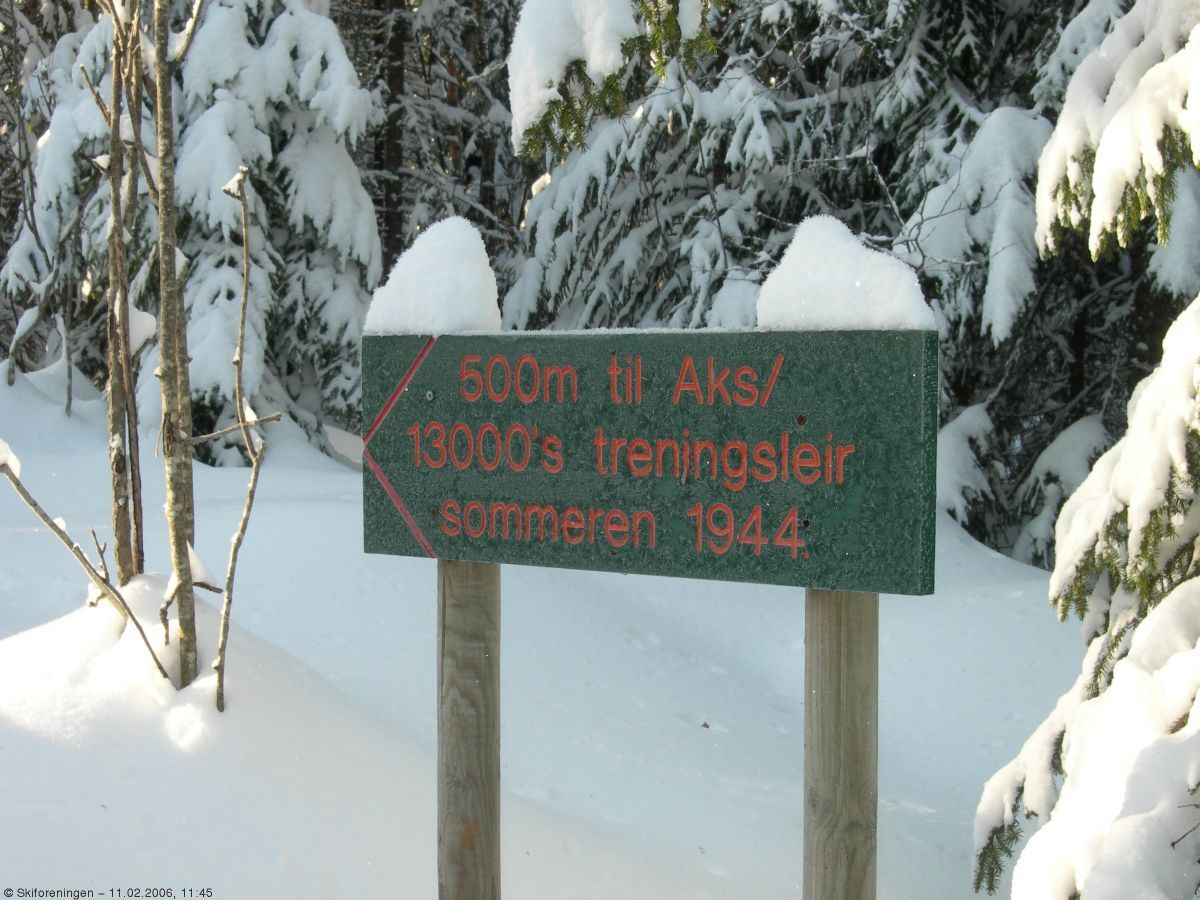 500m til Aks/
13000's treningsleir
sommeren 1944.
© Skiforeningen – 11.02.2006, 11:45